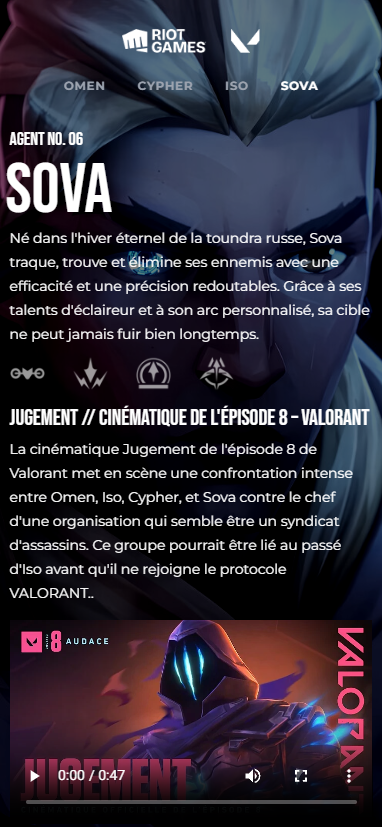 RIOT
GAMES
OMEN CYPHER ISO SOVA
AGENT NO. 06
SOVA
Né dans l'hiver éternel de la toundra russe, Sova
traque, trouve et élimine ses ennemis avec une
efficacité et une précision redoutables. Grâce à ses
talents d'éclaireur et à son arc personnalisé, sa cible
ne peut jamais fuir bien longtemps.
JUGEMENT // CINÉMATIQUE DE L'ÉPISODE 8 – VALORANT
La cinématique Jugement de l'épisode 8 de
Valorant met en scène une confrontation intense
entre Omen, Iso, Cypher, et Sova contre le chef
d'une organisation qui semble être un syndicat
d'assassins. Ce groupe pourrait être lié au passé
d'Iso avant qu'il ne rejoigne le protocole
VALORANT..
8 AUDACE
VALORANT
JUGEMENT
0:00 / 0:47